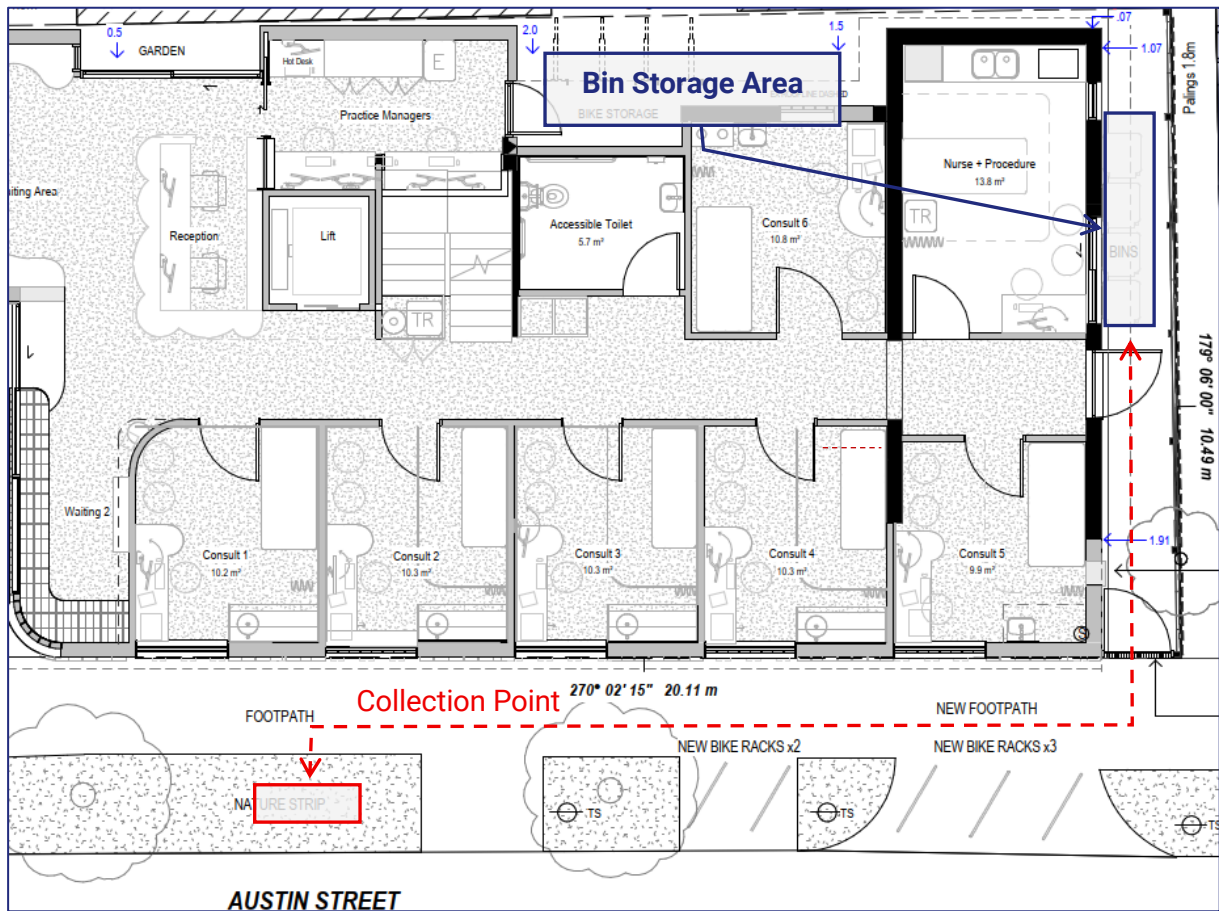 0.5
GARDEN
2.0
1.5
.07
1.07
Hot Desk
E
Bin Storage Area
DASHED
BIKE STORAGE
Palings 1.8m
Practice Managers
Nurse + Procedure
13.8 m²
Waiting Area
Reception
Lift
Accessible Toilet
5.7 m²
Consult 6
10.8 m²
TR
BINS
TR
179° 06' 00" 10.49 m
Waiting 2
Consult 1
10.2 m²
Consult 2
10.3 m²
Consult 3
10.3 m²
Consult 4
10.3 m²
Consult 5
9.9 m²
1.91
S
Collection Point
270° 02' 15" 20.11 m
FOOTPATH
NEW FOOTPATH
NEW BIKE RACKS x2
NEW BIKE RACKS x3
NATURE STRIP
TS
TS
TS
AUSTIN STREET